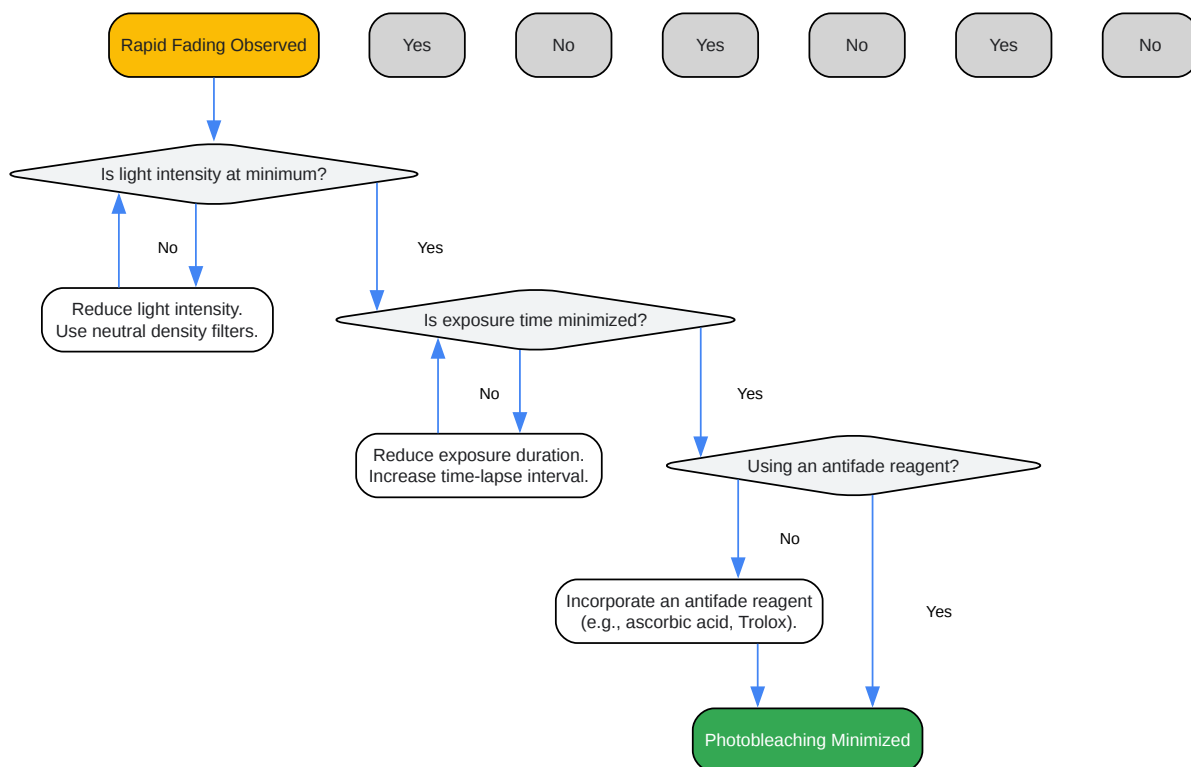 Rapid Fading Observed
Yes
No
Yes
No
Yes
No
Is light intensity at minimum?
No
Yes
Reduce light intensity.
Use neutral density filters.
Is exposure time minimized?
No
Yes
Reduce exposure duration.
Increase time-lapse interval.
Using an antifade reagent?
No
Incorporate an antifade reagent
(e.g., ascorbic acid, Trolox).
Yes
Photobleaching Minimized